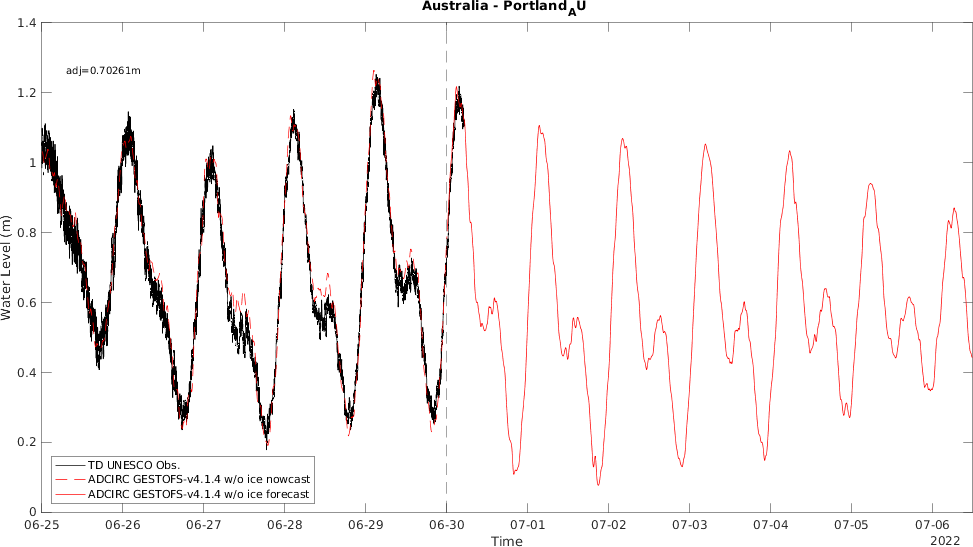 Australia - Portland_AU
adj=0.70261m
Water Level (m)
1.4
1.2
1
0.8
0.6
0.4
0.2
0
TD UNESCO Obs.
ADCIRC GESTOFS-v4.1.4 w/o ice nowcast
ADCIRC GESTOFS-v4.1.4 w/o ice forecast
06-25 06-26 06-27 06-28 06-29 06-30 07-01 07-02 07-03 07-04 07-05 07-06
Time
2022